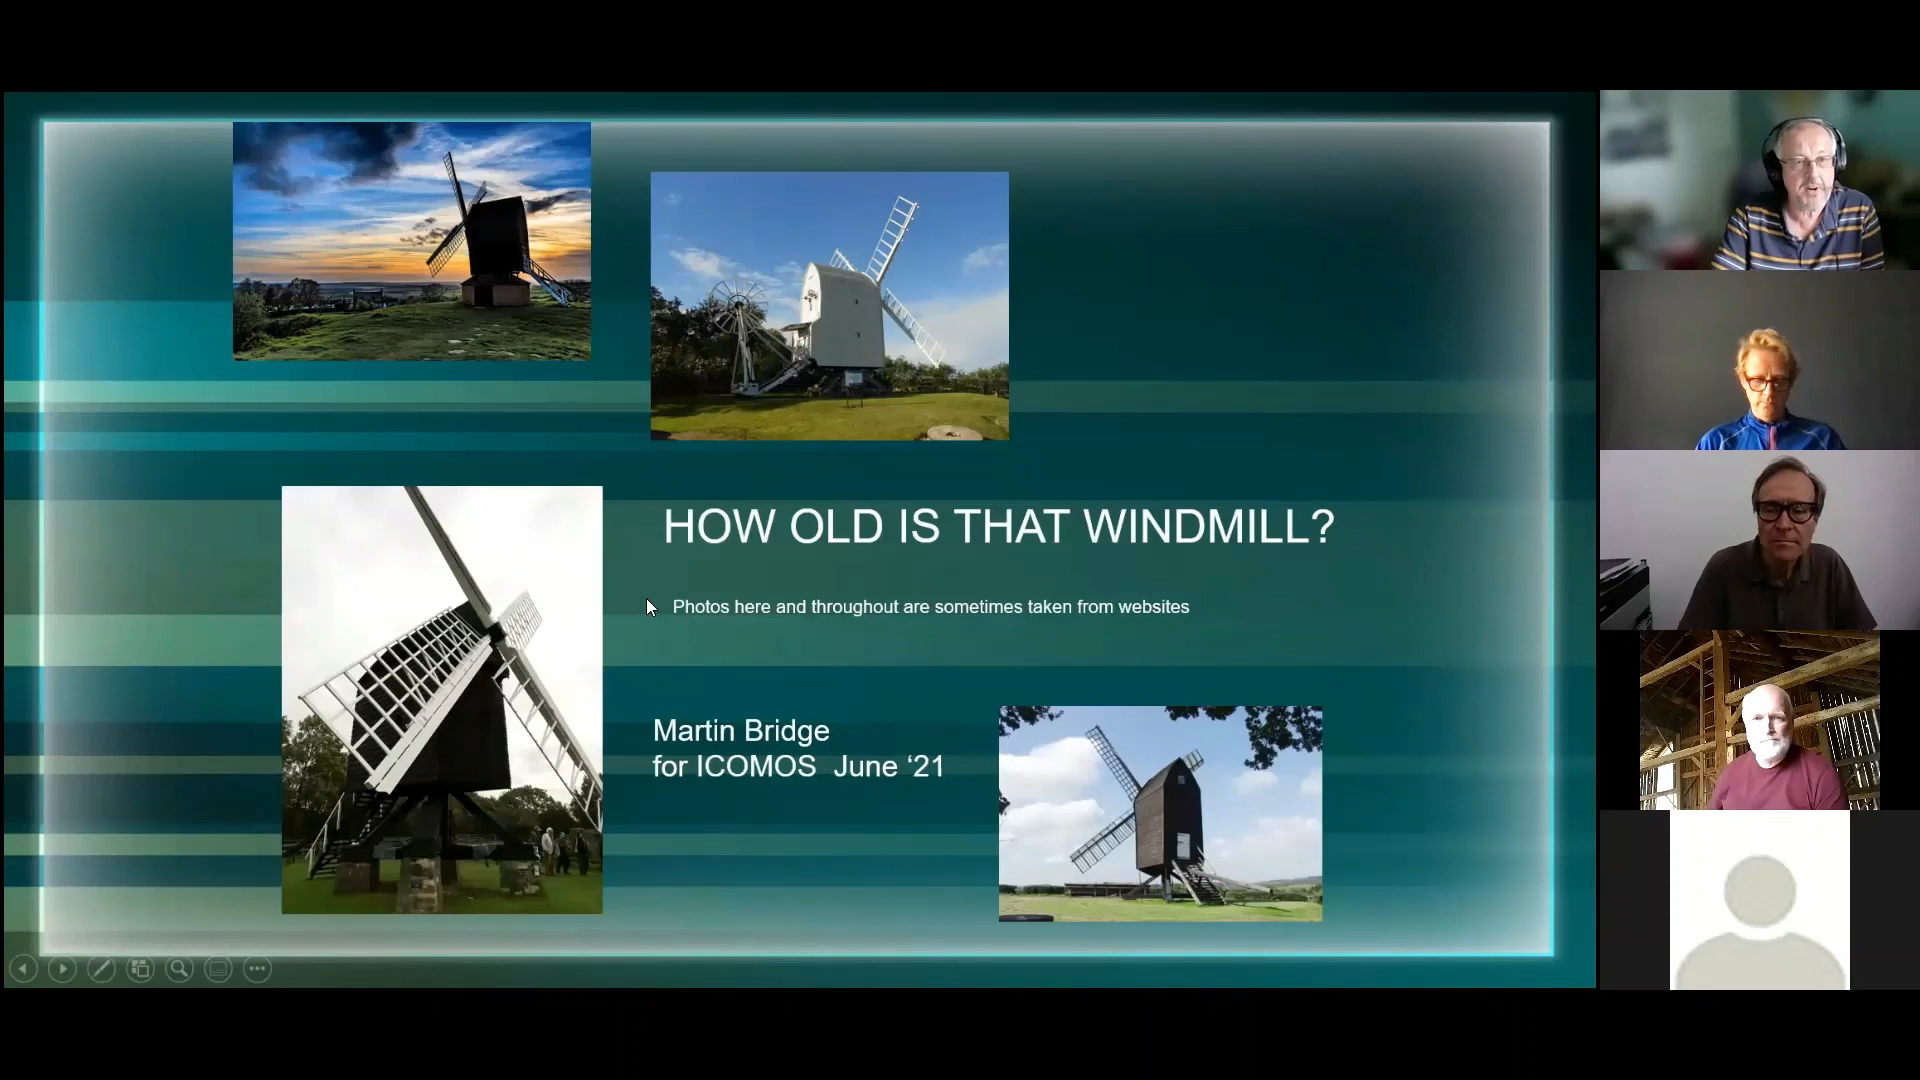 HOW OLD IS THAT WINDMILL?
Photos here and throughout are sometimes taken from websites
Martin Bridge
for ICOMOS June ‘21